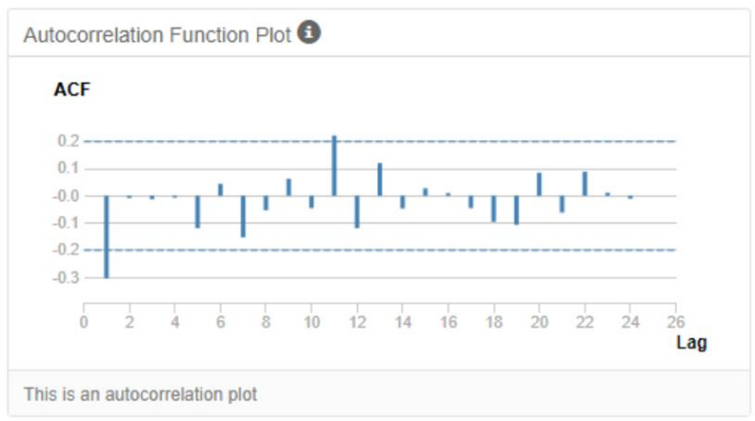 Autocorrelation Function Plot i
ACF
0.2
0.1
-0.0
-0.1
-0.2
-0.3
0 2 4 6 8 10 12 14 16 18 20 22 24 26
Lag
This is an autocorrelation plot